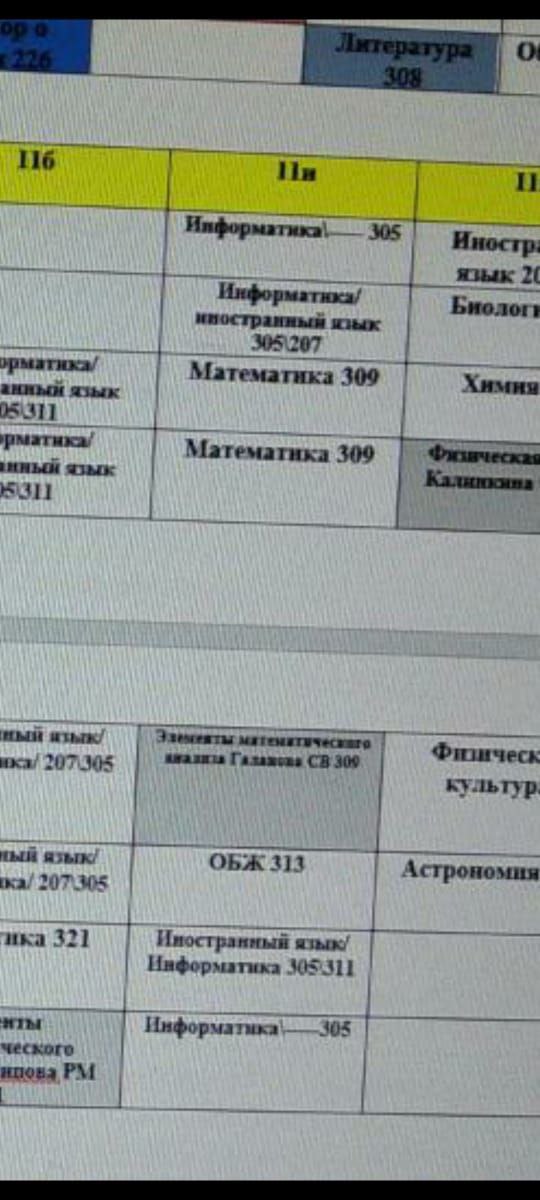 ор о
226
Литература
308
Об
11б
11и
11
Информатика\—— 305
Иностра
язык 20
Информатика/
иностранный язык
305\207
Биологи
орматика/
анный язык
05\311
Математика 309
Химия
орматика/
анный язык
05\311
Математика 309
Физическая
Калинкина
ный язык/
ика/ 207\305
Элементы математического
анализа Галанова СВ 309
Физическ
культур
ный язык/
ка/ 207\305
ОБЖ 313
Астрономия
тика 321
Иностранный язык/
Информатика 305\311
енты
ческого
ипова РМ
Информатика\——305